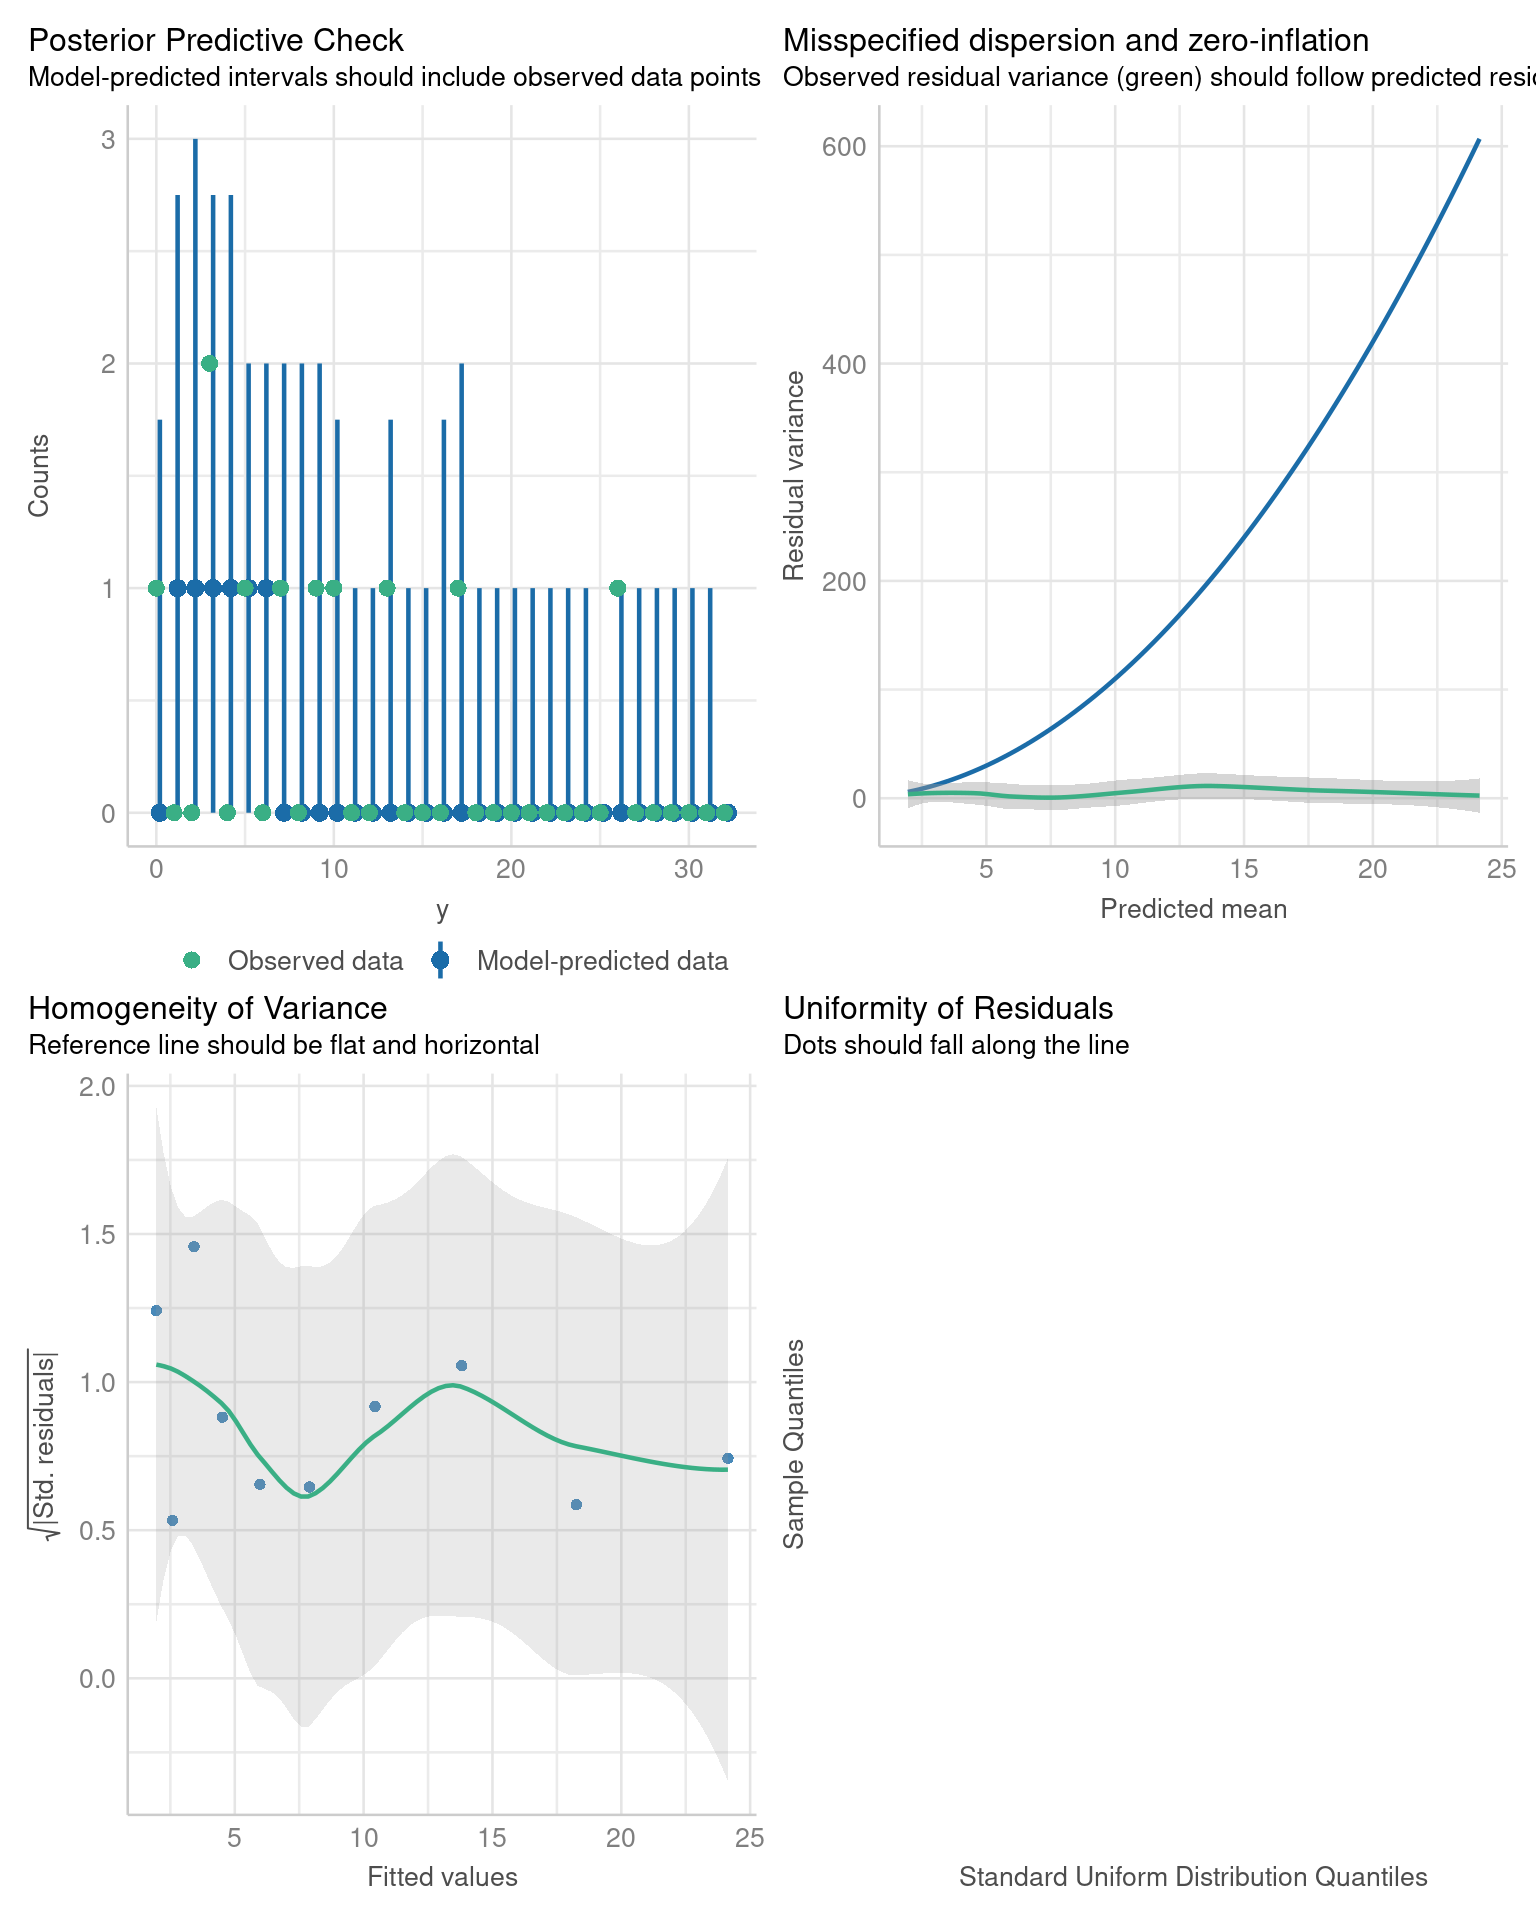 Posterior Predictive Check
Model-predicted intervals should include observed data points
3
2
1
0
Counts
0
10
20
30
y
Observed data
Model-predicted data
Misspecified dispersion and zero-inflation
Observed residual variance (green) should follow predicted
600
400
200
0
Residual variance
5
10
15
20
25
Predicted mean
Homogeneity of Variance
Reference line should be flat and horizontal
2.0
1.5
1.0
0.5
0.0
√|Std. residuals|
5
10
15
20
25
Fitted values
Uniformity of Residuals
Dots should fall along the line
Sample Quantiles
Standard Uniform Distribution Quantiles